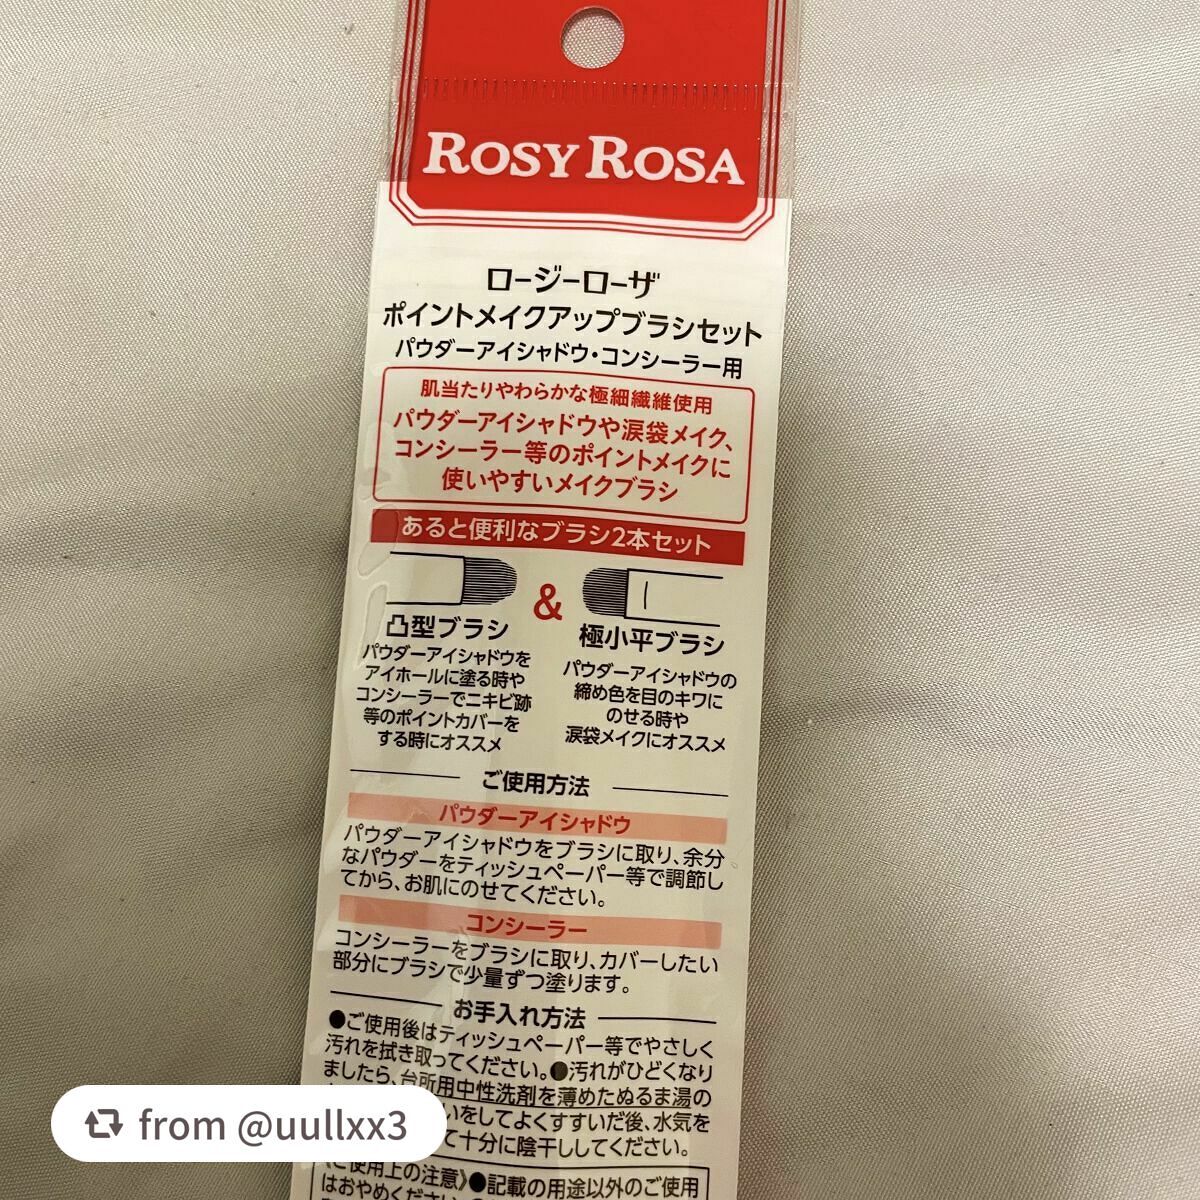 ROSY ROSA
ロージーローザ
ポイントメイクアップブラシセット
パウダーアイシャドウ・コンシーラー用
肌当たりやわらかな極細繊維使用
パウダーアイシャドウや涙袋メイク、
コンシーラー等のポイントメイクに
使いやすいメイクブラシ
あると便利なブラシ2本セット
&
凸型ブラシ
パウダーアイシャドウを
アイホールに塗る時や
コンシーラーでニキビ跡
等のポイントカバーを
する時にオススメ
極小平ブラシ
パウダーアイシャドウの
締め色を目のキワに
のせる時や
涙袋メイクにオススメ
ご使用方法
パウダーアイシャドウ
パウダーアイシャドウをブラシに取り、余分
なパウダーをティッシュペーパー等で調節し
てから、お肌にのせてください。
コンシーラー
コンシーラーをブラシに取り、カバーしたい
部分にブラシで少量ずつ塗ります。
お手入れ方法
●ご使用後はティッシュペーパー等でやさしく
汚れを拭き取ってください。●汚れがひどくなり
ましたら、台所用中性洗剤を薄めたぬるま湯の
いをしてよくすすいだ後、水気を
て十分に陰干ししてください。
《ご使用上の注意》●記載の用途以外のご使用
はおやめくださ
from @uullxx3